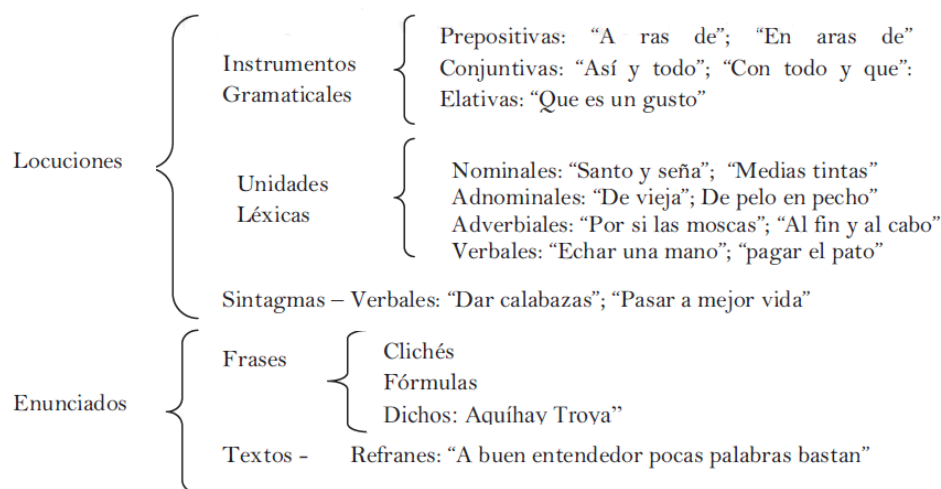 Locuciones
Instrumentos
Gramaticales
Prepositivas: “A ras de”; “En aras de”
Conjuntivas: “Así y todo”; “Con todo y que”:
Elativas: “Que es un gusto”
Unidades
Léxicas
Nominales: “Santo y seña”; “Medias tintas”
Adnominales: “De vieja”; De pelo en pecho”
Adverbiales: “Por si las moscas”; “Al fin y al cabo”
Verbales: “Echar una mano”; “pagar el pato”
Sintagmas – Verbales: “Dar calabazas”; “Pasar a mejor vida”
Enunciados
Frases
Clichés
Fórmulas
Dichos: Aquíhay Troya”
Textos - Refranes: “A buen entendedor pocas palabras bastan”